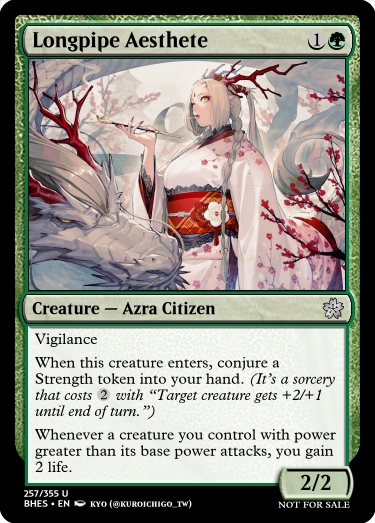 Longpipe Aesthete 1
Creature — Azra Citizen
Vigilance
When this creature enters, conjure a
Strength token into your hand. (It's a sorcery
that costs 2 with “Target creature gets +2/+1
until end of turn.”)
Whenever a creature you control with power
greater than its base power attacks, you gain
2 life.
2/2
257/355 U
BHES • EN KYO (@KUROICHIGO_TW)
NOT FOR SALE